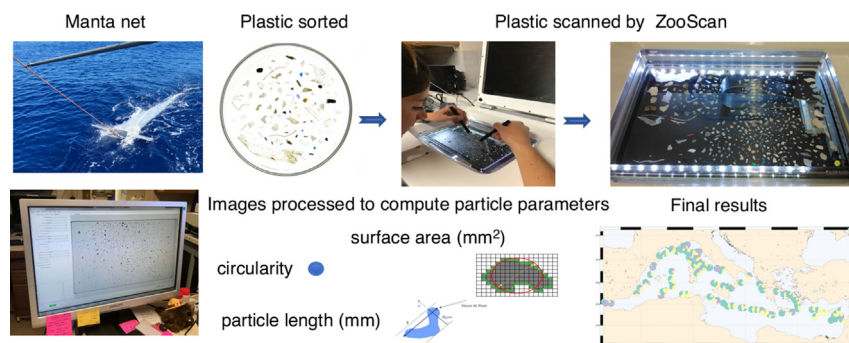 Manta net
Plastic sorted
Plastic scanned by ZooScan
Images processed to compute particle parameters
Final results
surface area (mm²)
circularity
particle length (mm)